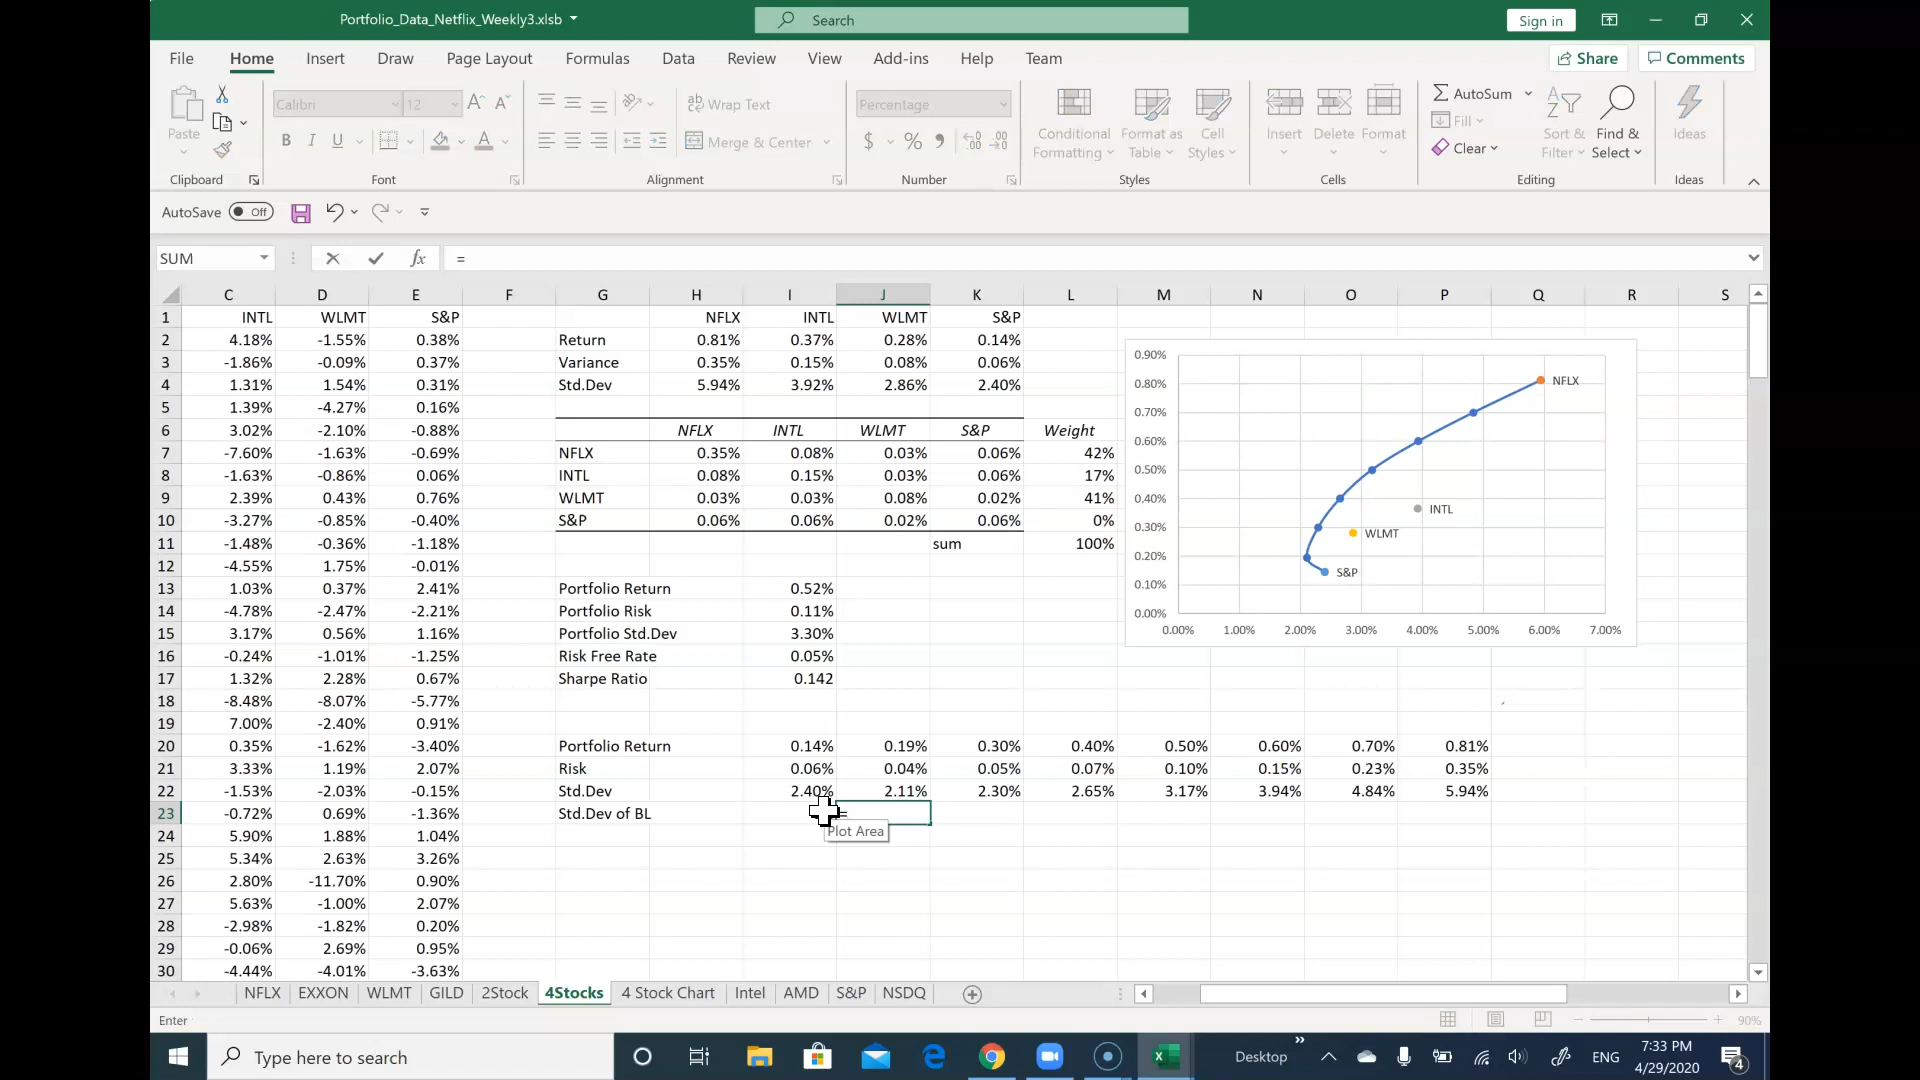 Portfolio_Data_Netflix_Weekly3.xlsb
Search
Sign in
File Home Insert Draw Page Layout Formulas Data Review View Add-ins Help Team
Share Comments
Paste
Calibri 12
B I U
Wrap Text
Merge & Center
Percentage
$ % ,
Conditional Formatting
Format as Table
Cell Styles
Insert Delete Format
AutoSum
Fill
Clear
Sort & Filter
Find & Select
Ideas
Clipboard Font Alignment Number Styles Cells Editing Ideas
AutoSave Off
SUM fx =
C D E F G H I J K L M N O P Q R S
1 INTL WLMT S&P NFLX INTL WLMT S&P
2 4.18% -1.55% 0.38% Return 0.81% 0.37% 0.28% 0.14%
3 -1.86% -0.09% 0.37% Variance 0.35% 0.15% 0.08% 0.06%
4 1.31% 1.54% 0.31% Std.Dev 5.94% 3.92% 2.86% 2.40%
5 1.39% -4.27% 0.16%
6 3.02% -2.10% -0.88% NFLX INTL WLMT S&P Weight
7 -7.60% -1.63% -0.69% NFLX 0.35% 0.08% 0.03% 0.06% 42%
8 -1.63% -0.86% 0.06% INTL 0.08% 0.15% 0.03% 0.06% 17%
9 2.39% 0.43% 0.76% WLMT 0.03% 0.03% 0.08% 0.02% 41%
10 -3.27% -0.85% -0.40% S&P 0.06% 0.06% 0.02% 0.06% 0%
11 -1.48% -0.36% -1.18% sum 100%
12 -4.55% 1.75% -0.01%
13 1.03% 0.37% 2.41% Portfolio Return 0.52%
14 -4.78% -2.47% -2.21% Portfolio Risk 0.11%
15 3.17% 0.56% 1.16% Portfolio Std.Dev 3.30%
16 -0.24% -1.01% -1.25% Risk Free Rate 0.05%
17 1.32% 2.28% 0.67% Sharpe Ratio 0.142
18 -8.48% -8.07% -5.77%
19 7.00% -2.40% 0.91%
20 0.35% -1.62% -3.40% Portfolio Return 0.14% 0.19% 0.30% 0.40% 0.50% 0.60% 0.70% 0.81%
21 3.33% 1.19% 2.07% Risk 0.06% 0.04% 0.05% 0.07% 0.10% 0.15% 0.23% 0.35%
22 -1.53% -2.03% -0.15% Std.Dev 2.40% 2.11% 2.30% 2.65% 3.17% 3.94% 4.84% 5.94%
23 -0.72% 0.69% -1.36% Std.Dev of BL =
24 5.90% 1.88% 1.04%
25 5.34% 2.63% 3.26%
26 2.80% -11.70% 0.90%
27 5.63% -1.00% 2.07%
28 -2.98% -1.82% 0.20%
29 -0.06% 2.69% 0.95%
30 -4.44% -4.01% -3.63%
Plot Area
0.90%
0.80% NFLX
0.70%
0.60%
0.50%
0.40% INTL
0.30% WLMT
0.20%
0.10% S&P
0.00%
0.00% 1.00% 2.00% 3.00% 4.00% 5.00% 6.00% 7.00%
NFLX EXXON WLMT GILD 2Stock 4Stocks 4 Stock Chart Intel AMD S&P NSDQ
Enter 90%
Type here to search
Desktop ENG
7:33 PM
4/29/2020
4